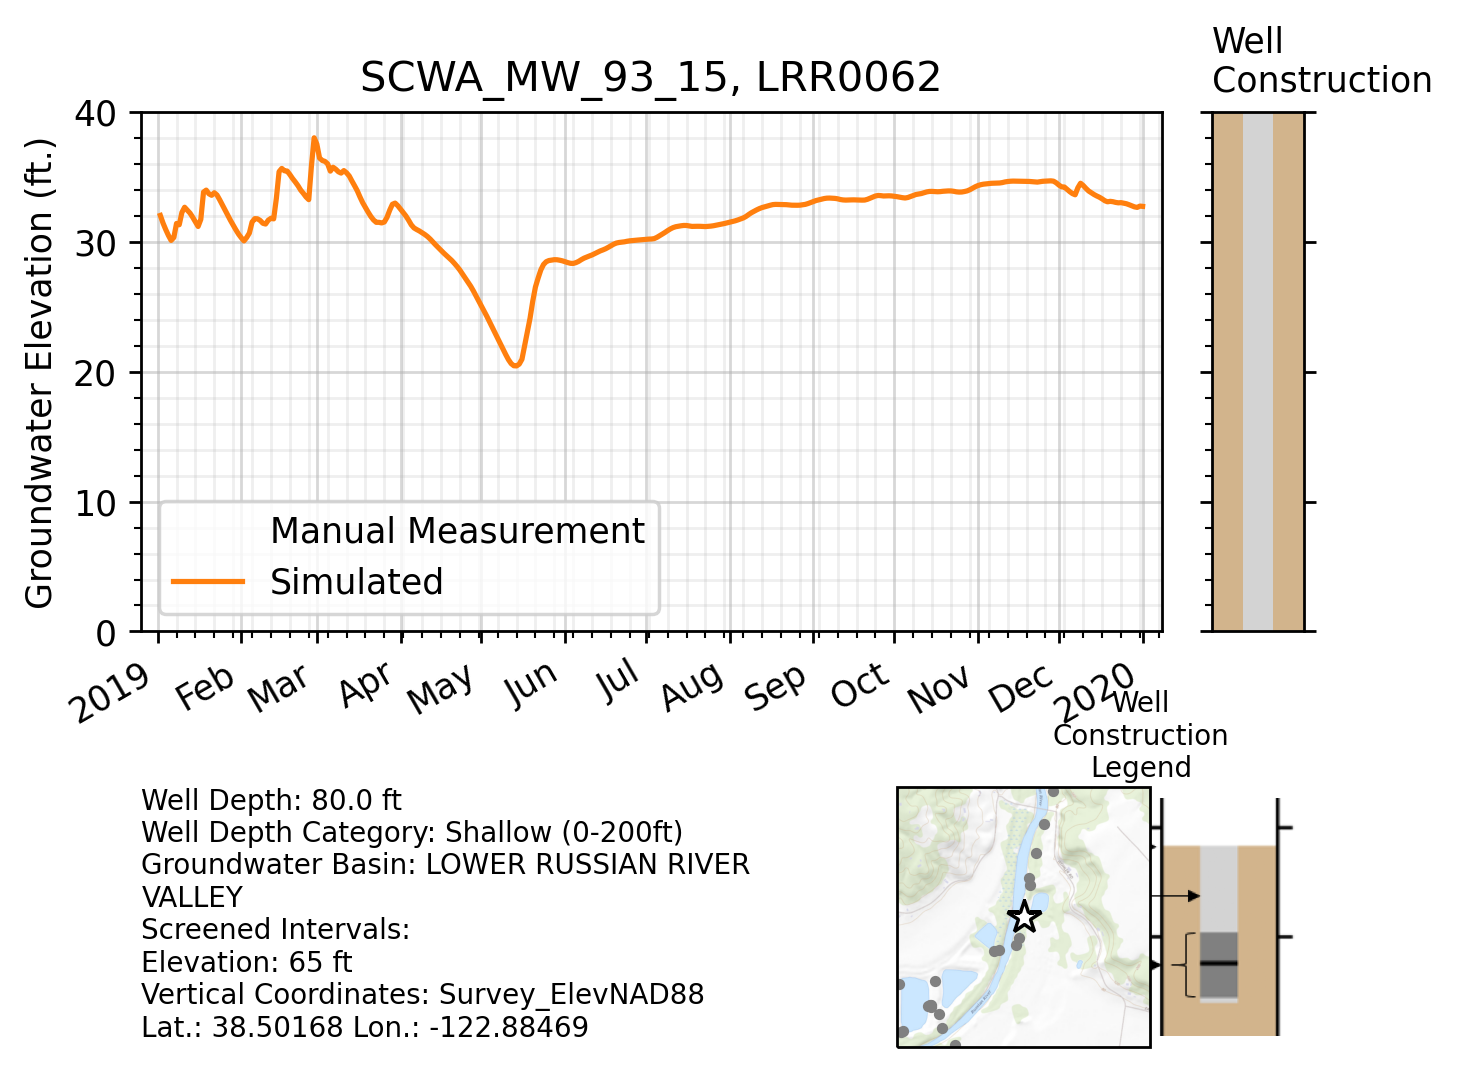 Well
Construction
SCWA_MW_93_15, LRR0062
Groundwater Elevation (ft.)
40
30
20
10
0
Manual Measurement
Simulated
2019
Feb
Mar
Apr
May
Jun
Jul
Aug
Sep
Oct
Nov
Dec
2020
Well
Construction
Legend
Well Depth: 80.0 ft
Well Depth Category: Shallow (0-200ft)
Groundwater Basin: LOWER RUSSIAN RIVER
VALLEY
Screened Intervals:
Elevation: 65 ft
Vertical Coordinates: Survey_ElevNAD88
Lat.: 38.50168 Lon.: -122.88469